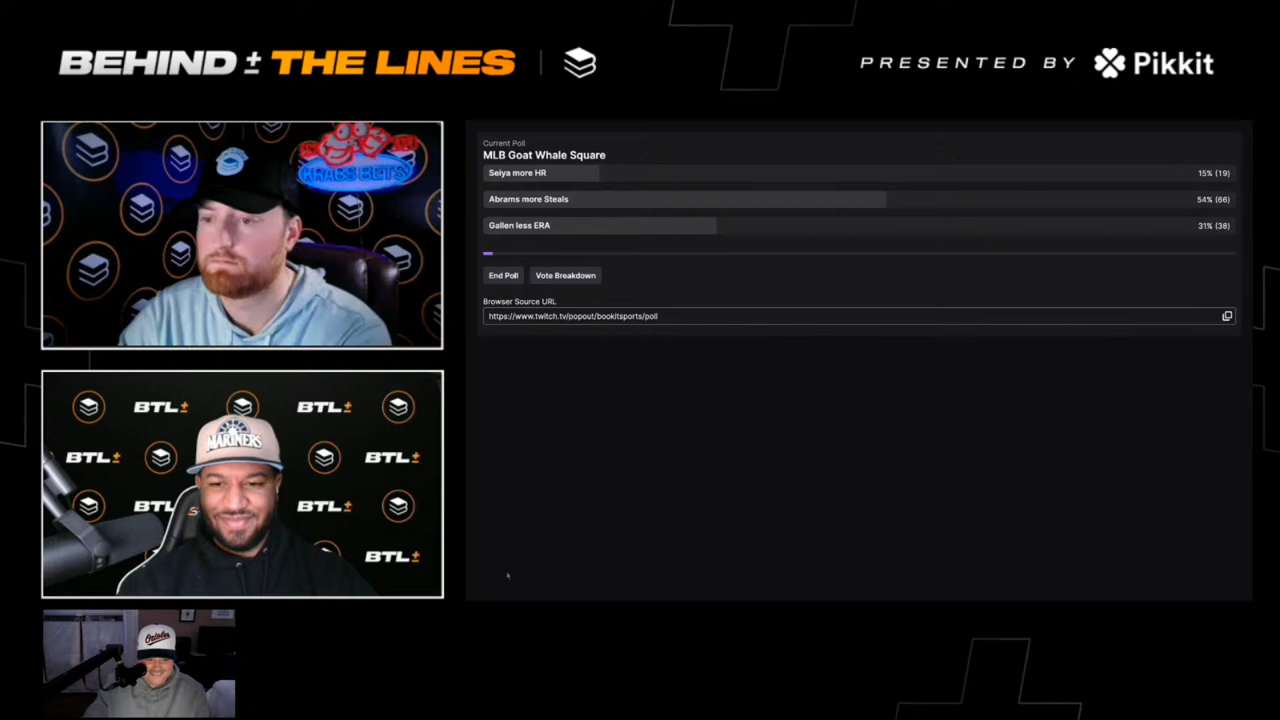 BEHIND ± THE LINES
PRESENTED BY Pikkit
KRABS BETS
Current Poll
MLB Goat Whale Square
Seiya more HR 15% (19)
Abrams more Steals 54% (66)
Gallen less ERA 31% (38)
End Poll Vote Breakdown
Browser Source URL
https://www.twitch.tv/popout/bookitsports/poll
BTL± BTL±
MARINERS
BTL± BTL±
BTL BTL±
BTL±
Orioles